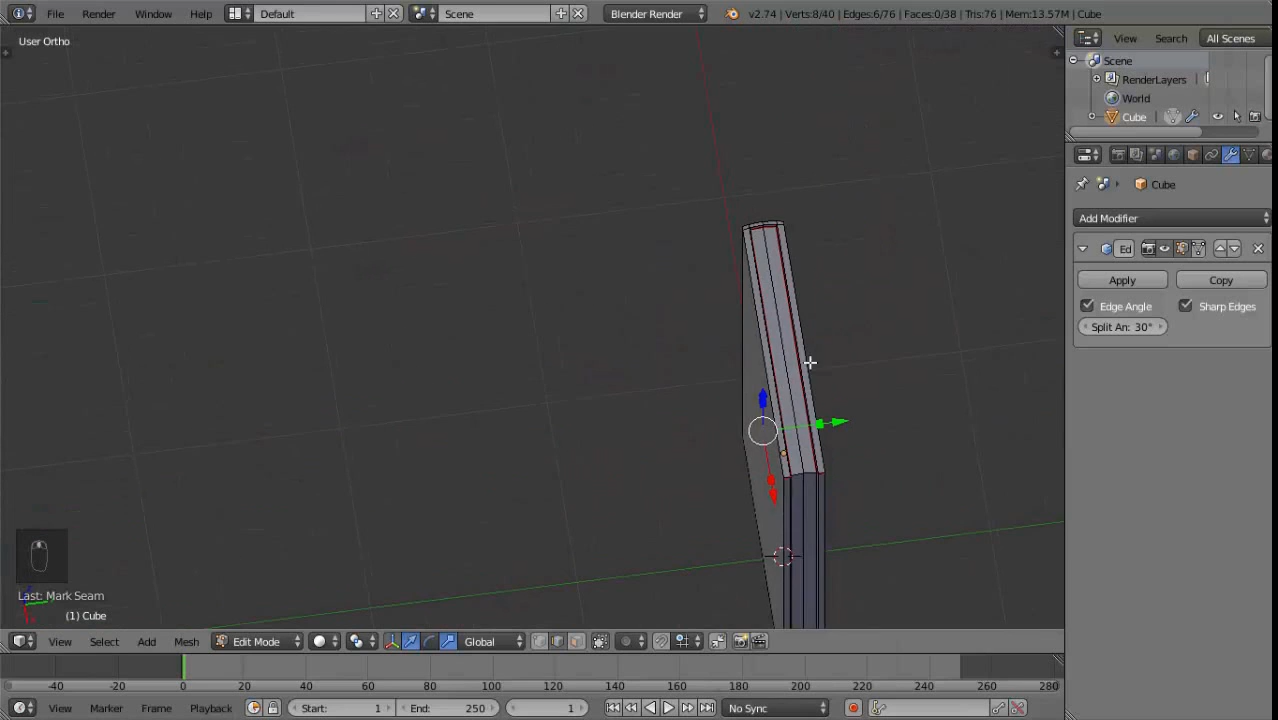 File Render Window Help Default Scene Blender Render v2.74 | Verts:8/40 | Edges:6/76 | Faces:0/38 | Tris:76 | Mem:13.57M | Cube
User Ortho
View Search All Scenes
Scene
RenderLayers
World
Cube
Cube
Add Modifier
Ed
Apply Copy
Edge Angle Sharp Edges
Split An: 30°
Last: Mark Seam
(1) Cube
View Select Add Mesh Edit Mode Global
-40 -20 0 20 40 60 80 100 120 140 160 180 200 220 240 260 280
View Marker Frame Playback Start: 1 End: 250 1 No Sync